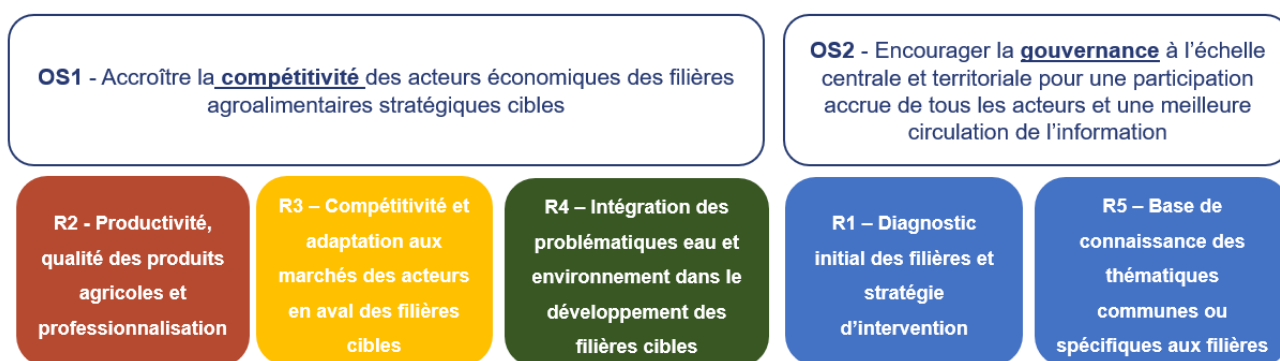 OS1 - Accroître la compétitivité des acteurs économiques des filières
agroalimentaires stratégiques cibles
OS2 - Encourager la gouvernance à l’échelle
centrale et territoriale pour une participation
accrue de tous les acteurs et une meilleure
circulation de l’information
R2 - Productivité,
qualité des produits
agricoles et
professionnalisation
R3 – Compétitivité et
adaptation aux
marchés des acteurs
en aval des filières
cibles
R4 – Intégration des
problématiques eau et
environnement dans le
développement des
filières cibles
R1 – Diagnostic
initial des filières et
stratégie
d’intervention
R5 – Base de
connaissance des
thématiques
communes ou
spécifiques aux filières